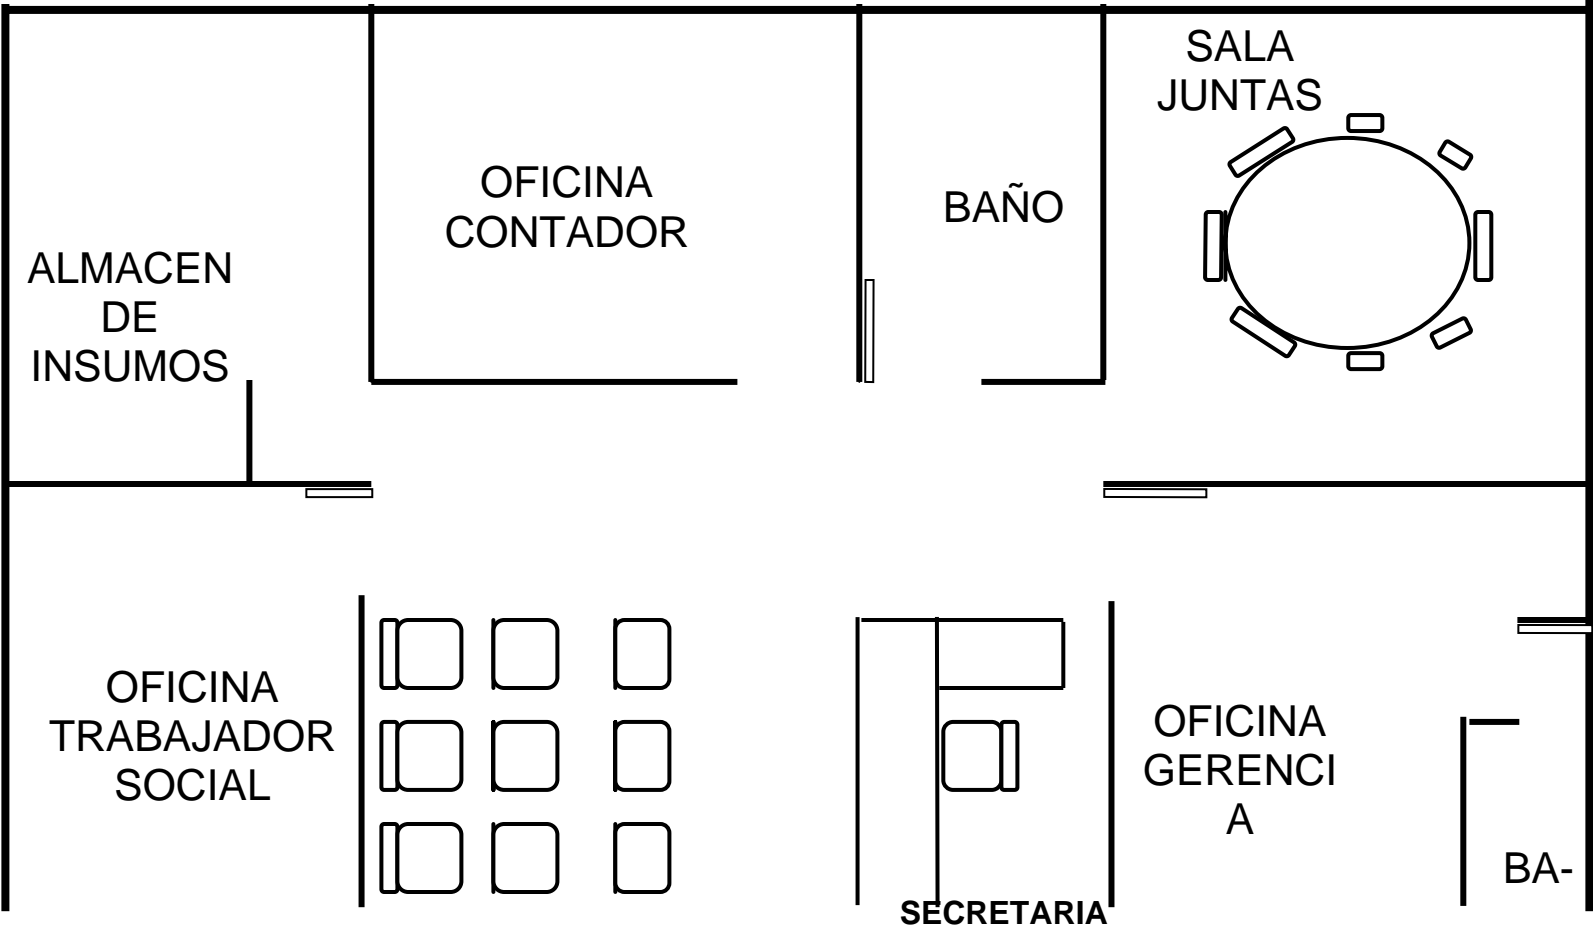 SALA
JUNTAS
OFICINA
CONTADOR
BAÑO
ALMACEN
DE
INSUMOS
OFICINA
TRABAJADOR
SOCIAL
OFICINA
GERENCI
A
BA-
SECRETARIA